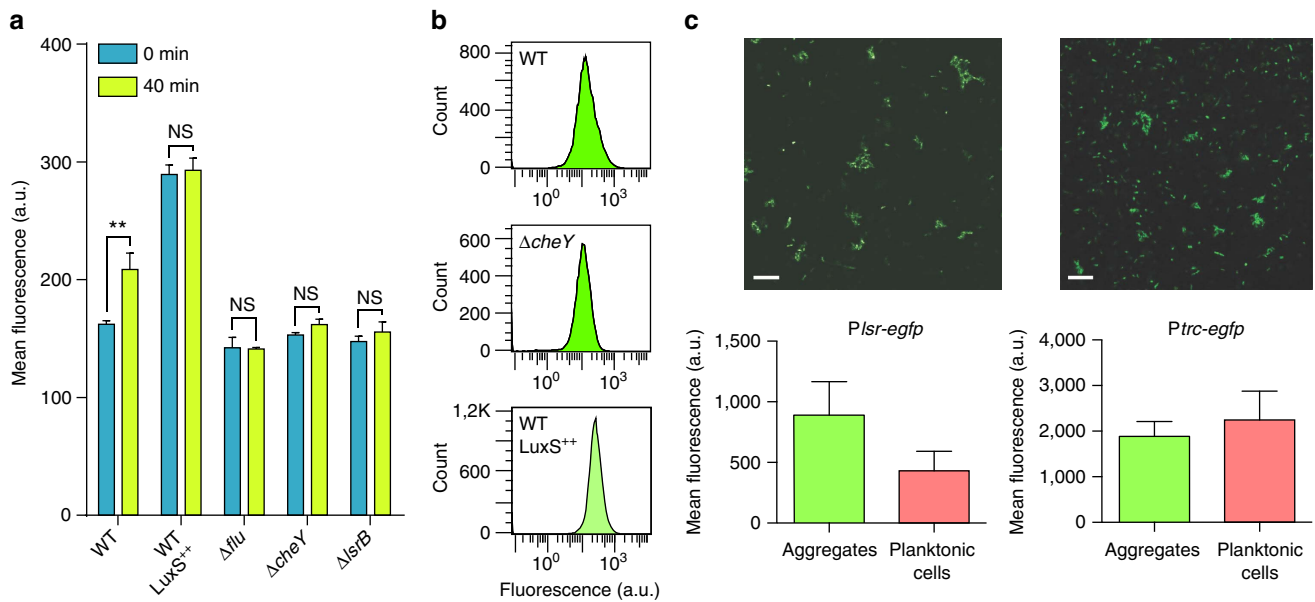 a
400
300
200
100
0
Mean fluorescence (a.u.)
0 min
40 min
**
NS
NS
NS
NS
WT
WT
LuxS⁺⁺
Δflu
ΔcheY
ΔlsrB
b
WT
800
400
0
Count
10⁰
10³
ΔcheY
600
400
200
0
Count
10⁰
10³
WT
LuxS⁺⁺
1,2K
600
0
Count
10⁰
10³
Fluorescence (a.u.)
c
Plsr-egfp
1,500
1,000
500
0
Mean fluorescence (a.u.)
Aggregates
Planktonic
cells
Ptrc-egfp
4,000
3,000
2,000
1,000
0
Mean fluorescence (a.u.)
Aggregates
Planktonic
cells